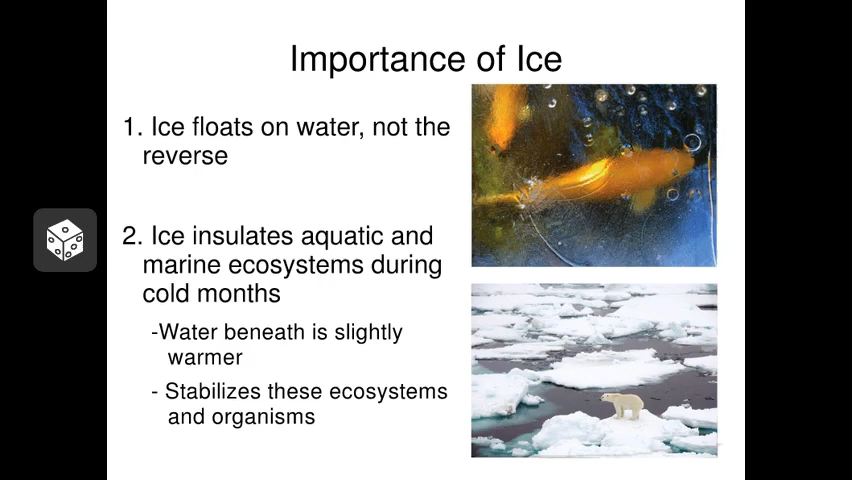 Importance of Ice
1. Ice floats on water, not the
reverse
2. Ice insulates aquatic and
marine ecosystems during
cold months
-Water beneath is slightly
warmer
- Stabilizes these ecosystems
and organisms